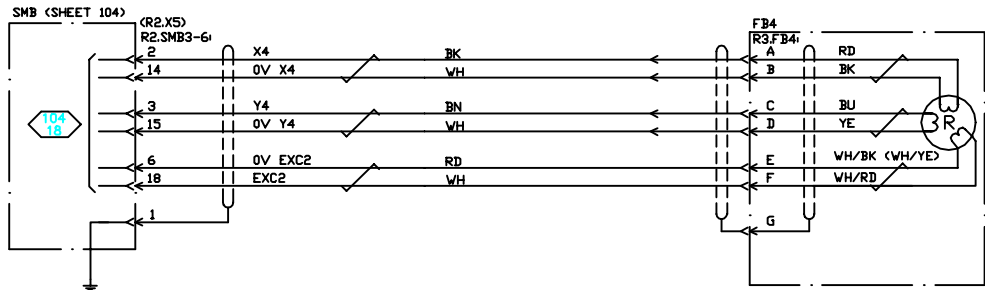 SMB (SHEET 104)
(R2.X5)
R2.SMB3-6
FB4
R3.FB4
2 X4 BK A RD
14 0V X4 WH B BK
3 Y4 BN C BU
15 0V Y4 WH D YE
104
18
R
6 0V EXC2 RD E WH/BK (WH/YE)
18 EXC2 WH F WH/RD
1
G